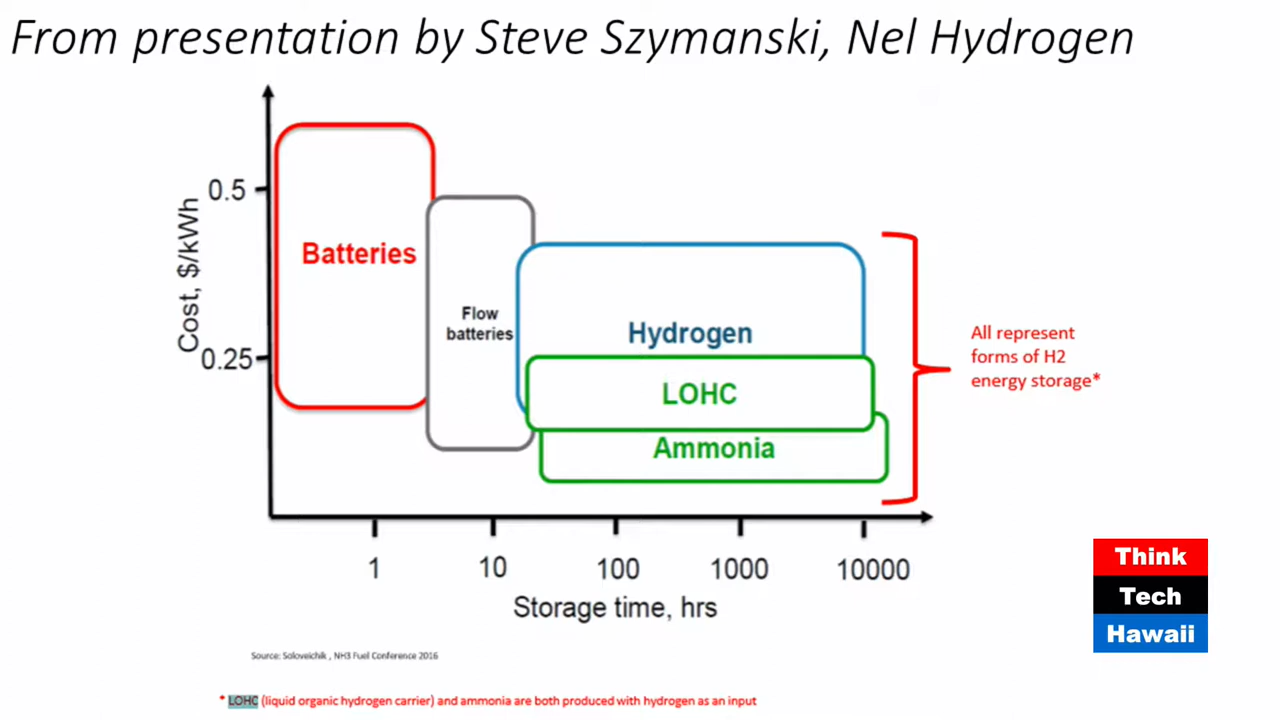 From presentation by Steve Szymanski, Nel Hydrogen
Cost, $/kWh
0.5
0.25
Batteries
Flow
batteries
Hydrogen
LOHC
Ammonia
All represent
forms of H2
energy storage*
1
10
100
1000
10000
Storage time, hrs
Think
Tech
Hawaii
Source: Soloveichik , NH3 Fuel Conference 2016
* LOHC (liquid organic hydrogen carrier) and ammonia are both produced with hydrogen as an input